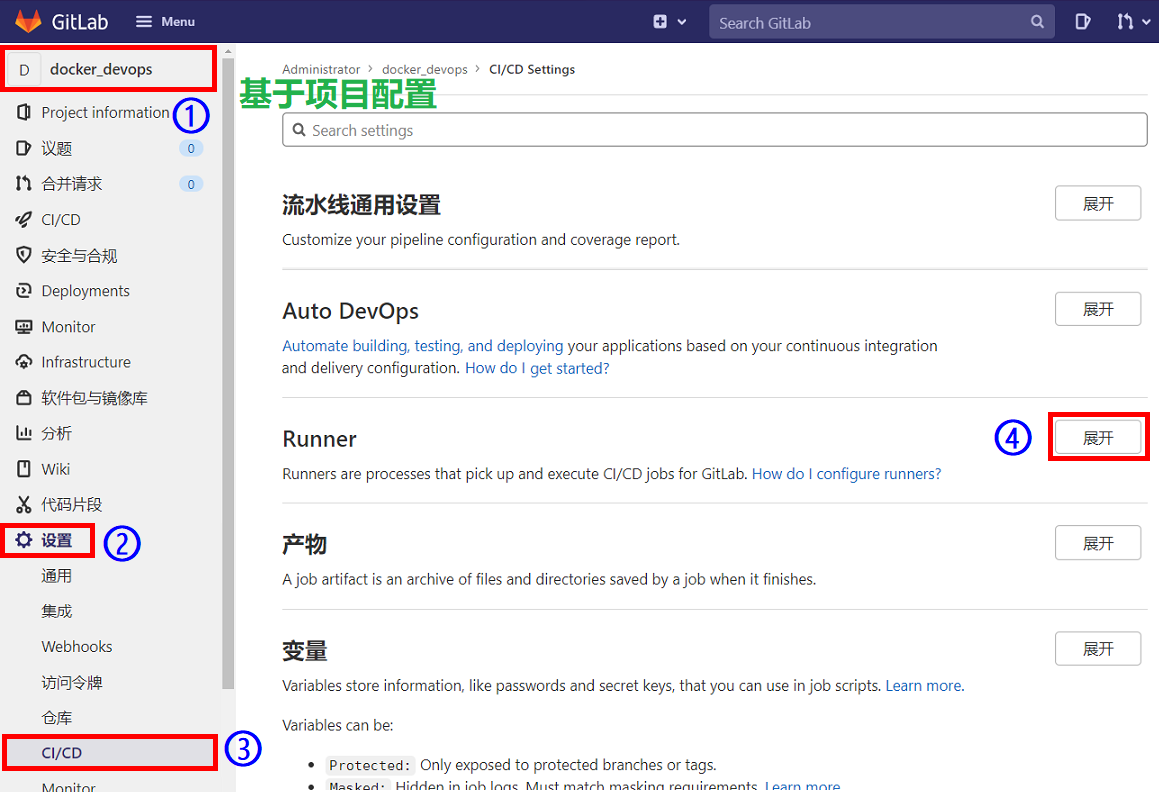 GitLab
Menu
Search GitLab
D docker_devops
Project information ①
议题 0
合并请求 0
CI/CD
安全与合规
Deployments
Monitor
Infrastructure
软件包与镜像库
分析
Wiki
代码片段
设置 ②
通用
集成
Webhooks
访问令牌
仓库
CI/CD ③
Monitor
Administrator › docker_devops › CI/CD Settings
基于项目配置
Search settings
流水线通用设置 展开
Customize your pipeline configuration and coverage report.
Auto DevOps 展开
Automate building, testing, and deploying your applications based on your continuous integration
and delivery configuration. How do I get started?
Runner ④ 展开
Runners are processes that pick up and execute CI/CD jobs for GitLab. How do I configure runners?
产物 展开
A job artifact is an archive of files and directories saved by a job when it finishes.
变量 展开
Variables store information, like passwords and secret keys, that you can use in job scripts. Learn more.
Variables can be:
• Protected: Only exposed to protected branches or tags.
• Masked: Hidden in job logs. Must match masking requirements. Learn more.